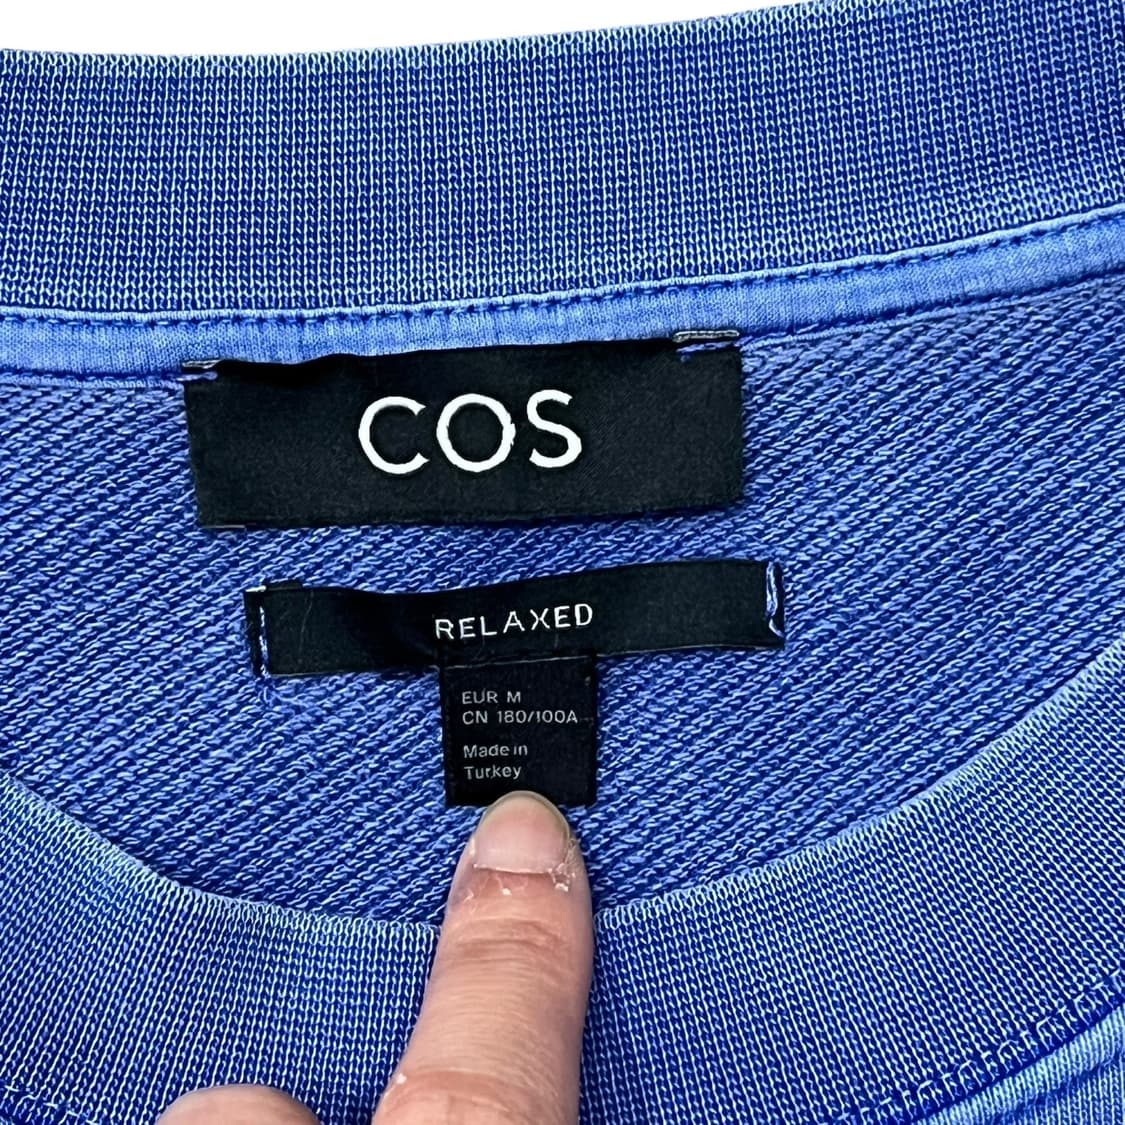 COS
RELAXED
EUR M
CN 180/100A
Made in
Turkey